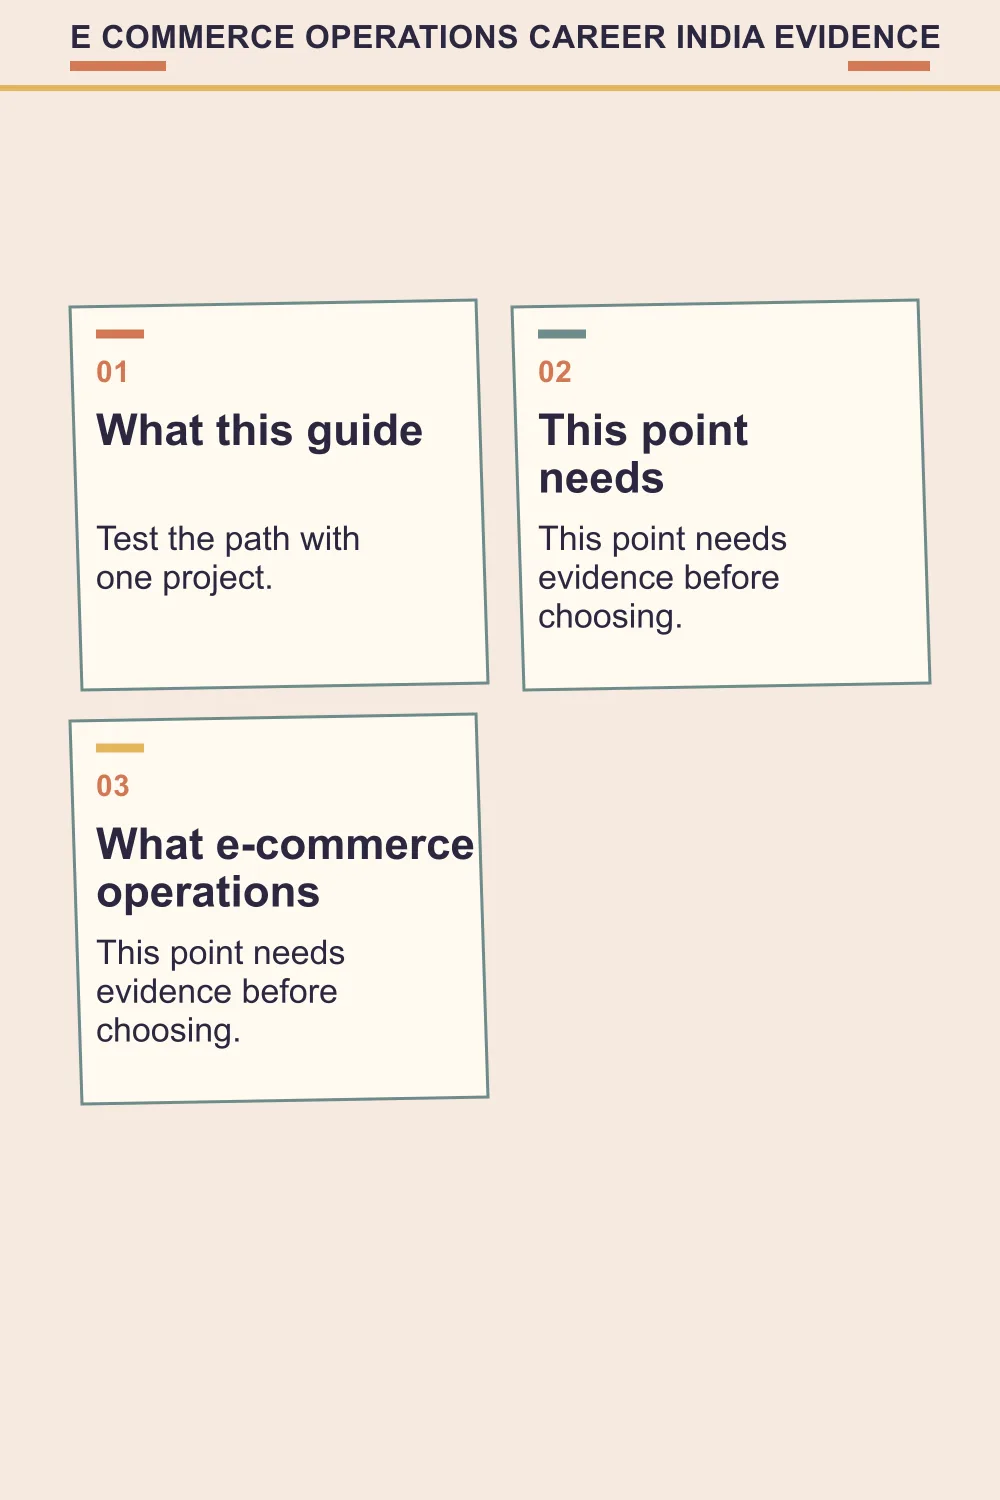 E COMMERCE OPERATIONS CAREER INDIA EVIDENCE
01
What this guide
Test the path with
one project.
02
This point
needs
This point needs
evidence before
choosing.
03
What e-commerce
operations
This point needs
evidence before
choosing.